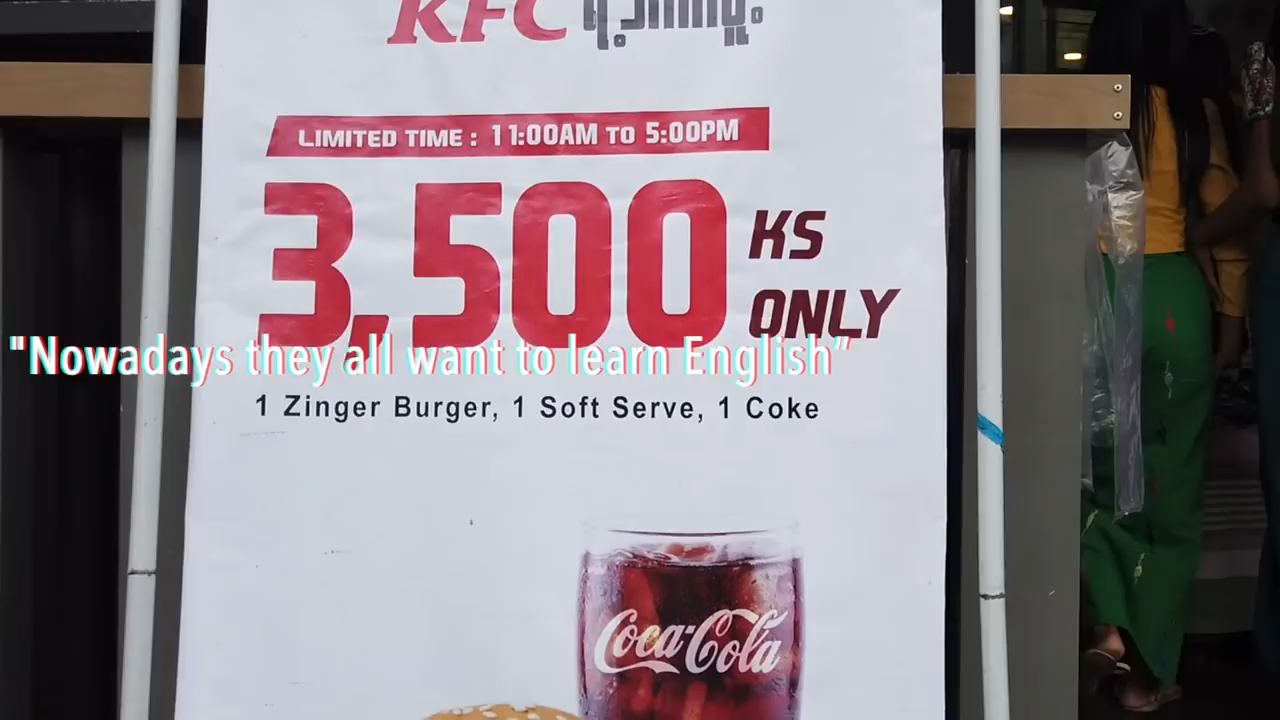 KFC
LIMITED TIME : 11:00AM TO 5:00PM
3,500 KS ONLY
"Nowadays they all want to learn English"
1 Zinger Burger, 1 Soft Serve, 1 Coke
Coca-Cola